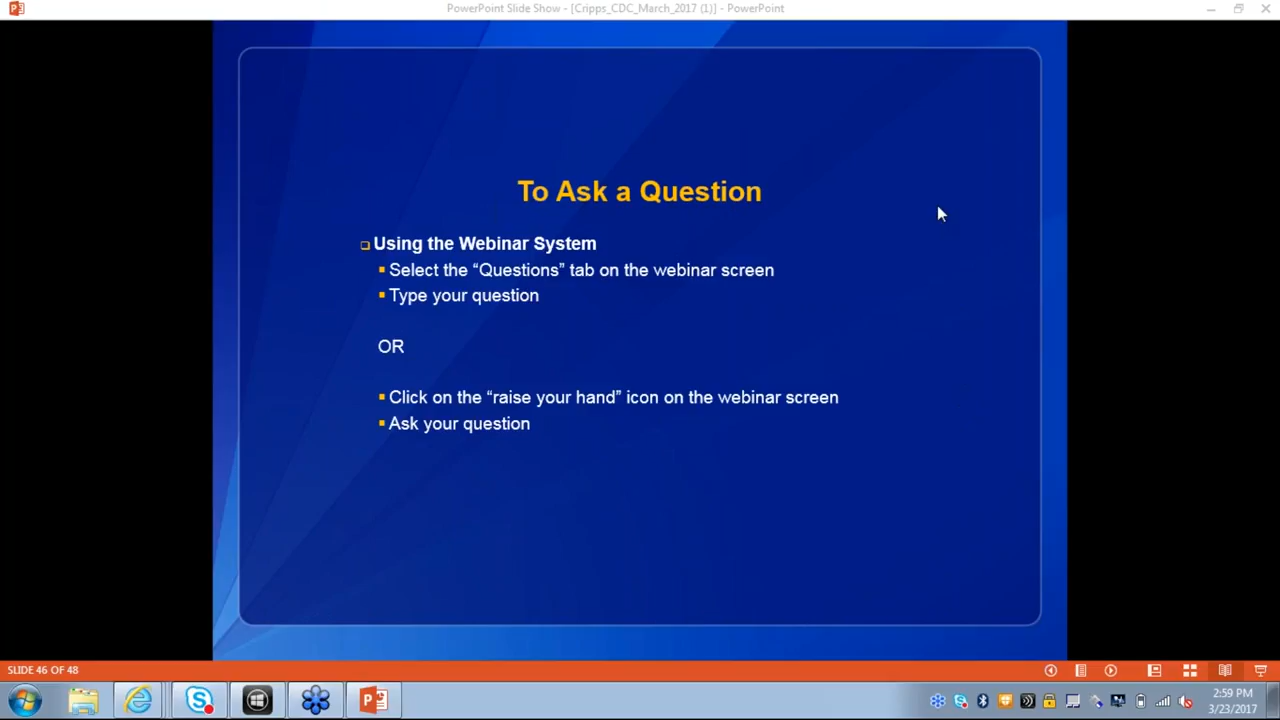 PowerPoint Slide Show - [Cripps_CDC_March_2017 (1)] - PowerPoint
To Ask a Question
Using the Webinar System
Select the “Questions” tab on the webinar screen
Type your question
OR
Click on the “raise your hand” icon on the webinar screen
Ask your question
SLIDE 46 OF 48
2:59 PM
3/23/2017